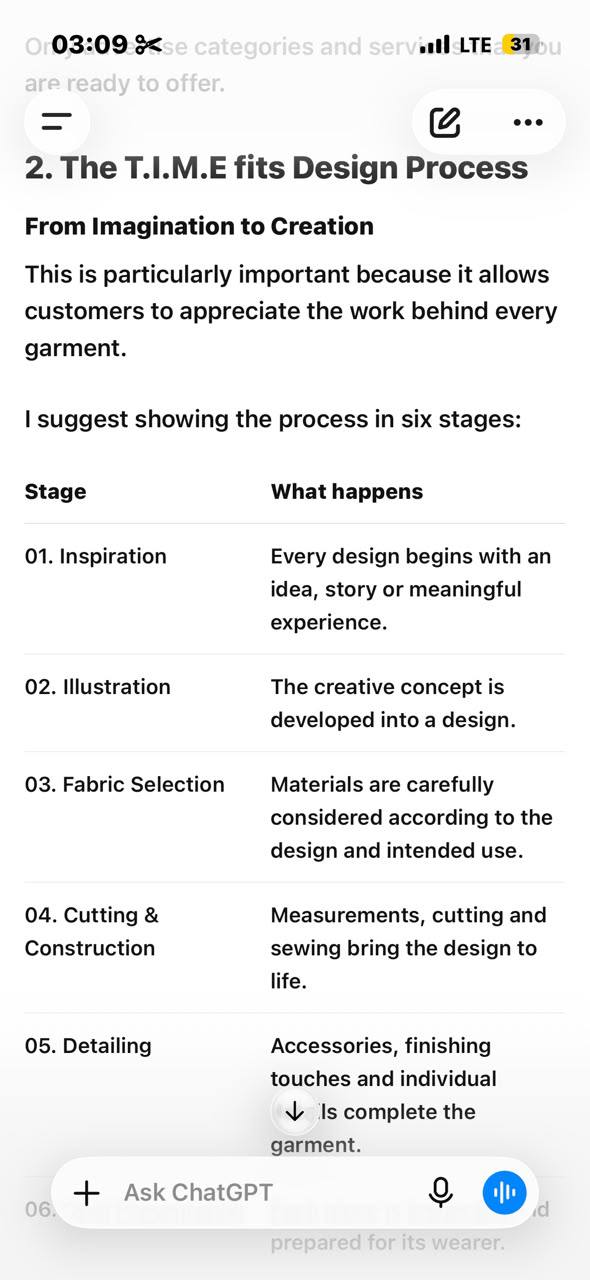 03:09
LTE 31
are ready to offer.
2. The T.I.M.E fits Design Process
From Imagination to Creation
This is particularly important because it allows
customers to appreciate the work behind every
garment.
I suggest showing the process in six stages:
Stage What happens
01. Inspiration Every design begins with an
idea, story or meaningful
experience.
02. Illustration The creative concept is
developed into a design.
03. Fabric Selection Materials are carefully
considered according to the
design and intended use.
04. Cutting & Measurements, cutting and
Construction sewing bring the design to
life.
05. Detailing Accessories, finishing
touches and individual
complete the
garment.
Ask ChatGPT
06.
prepared for its wearer.